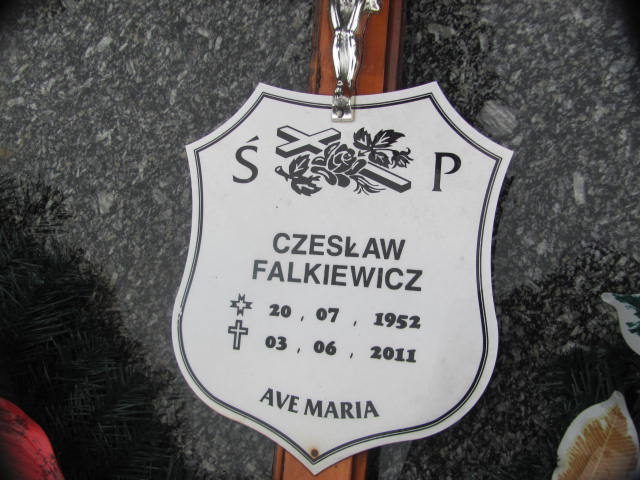 Ś P
CZESŁAW
FALKIEWICZ
20 , 07 , 1952
03 , 06 , 2011
AVE MARIA